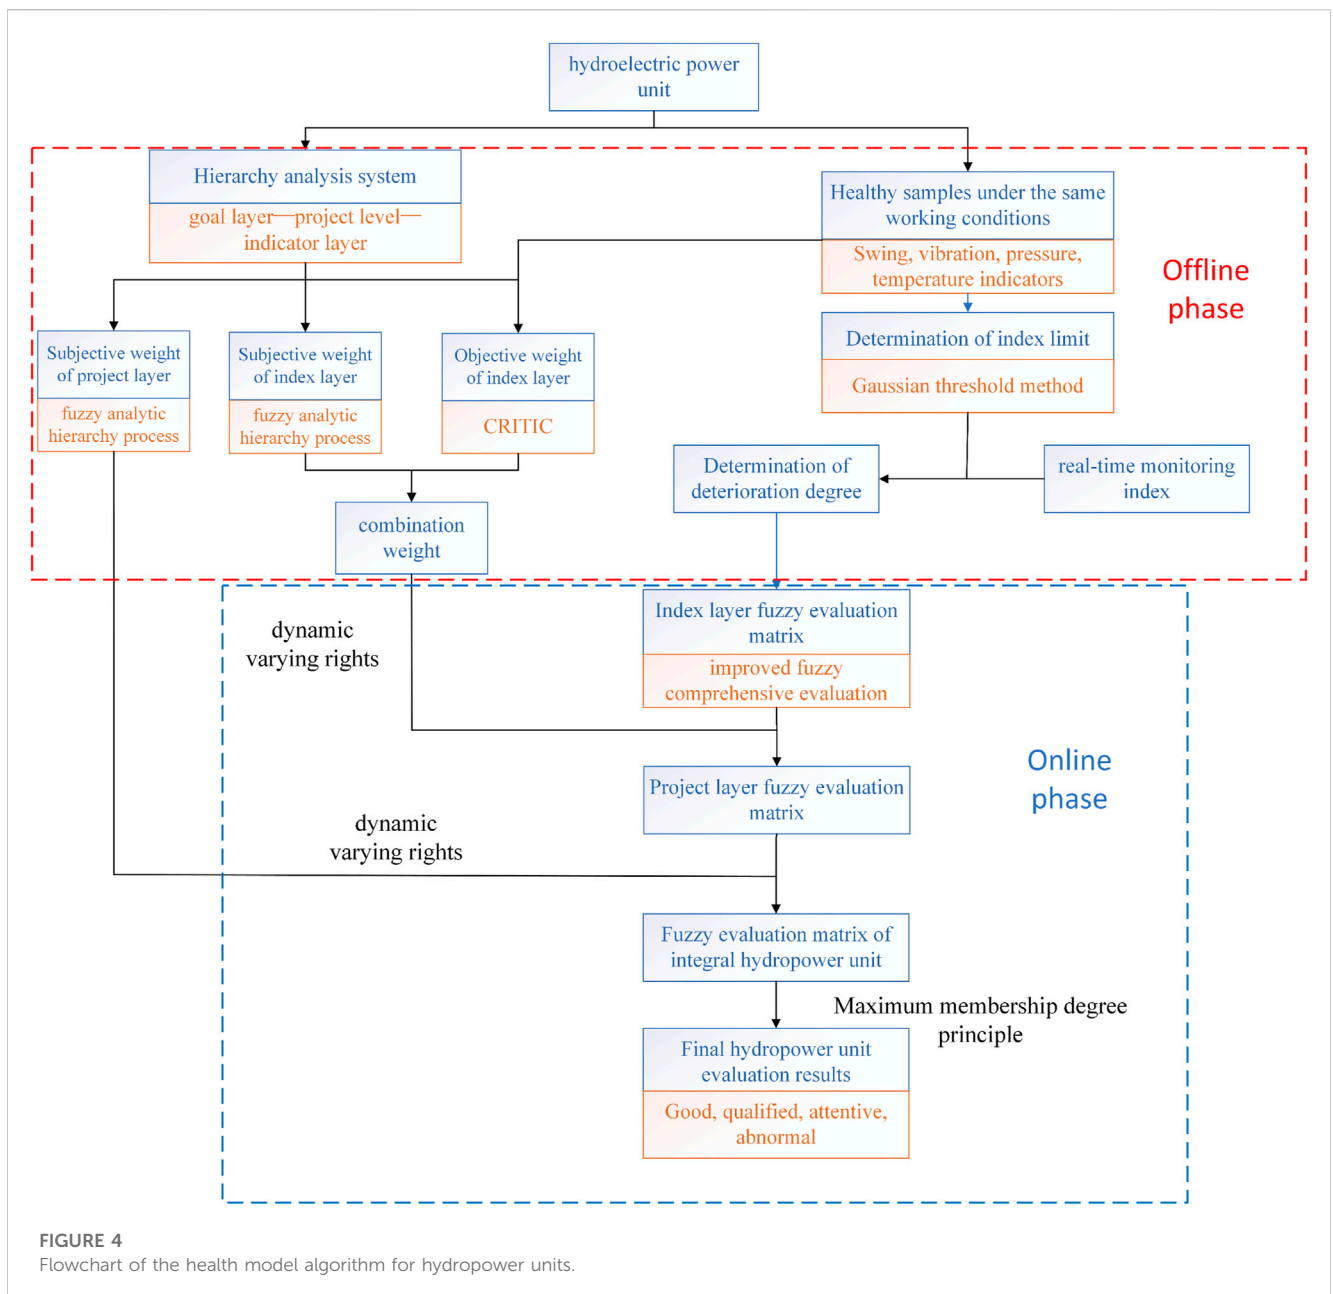 hydroelectric power
unit
Hierarchy analysis system
goal layer—project level—
indicator layer
Healthy samples under the same
working conditions
Swing, vibration, pressure,
temperature indicators
Offline
phase
Subjective weight
of project layer
fuzzy analytic
hierarchy process
Subjective weight
of index layer
fuzzy analytic
hierarchy process
Objective weight
of index layer
CRITIC
Determination of index limit
Gaussian threshold method
Determination of
deterioration degree
real-time monitoring
index
combination
weight
dynamic
varying rights
Index layer fuzzy evaluation
matrix
improved fuzzy
comprehensive evaluation
Online
phase
Project layer fuzzy evaluation
matrix
dynamic
varying rights
Fuzzy evaluation matrix of
integral hydropower unit
Maximum membership degree
principle
Final hydropower unit
evaluation results
Good, qualified, attentive,
abnormal
FIGURE 4
Flowchart of the health model algorithm for hydropower units.